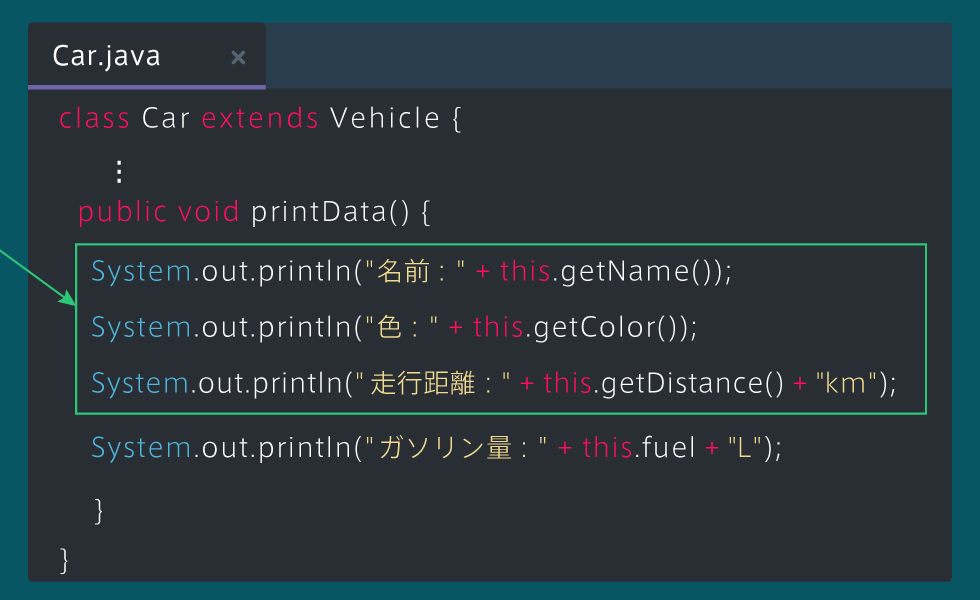 Car.java ×
class Car extends Vehicle {
⋮
public void printData() {
System.out.println("名前 : " + this.getName());
System.out.println("色 : " + this.getColor());
System.out.println("走行距離 : " + this.getDistance() + "km");
System.out.println("ガソリン量 : " + this.fuel + "L");
}
}